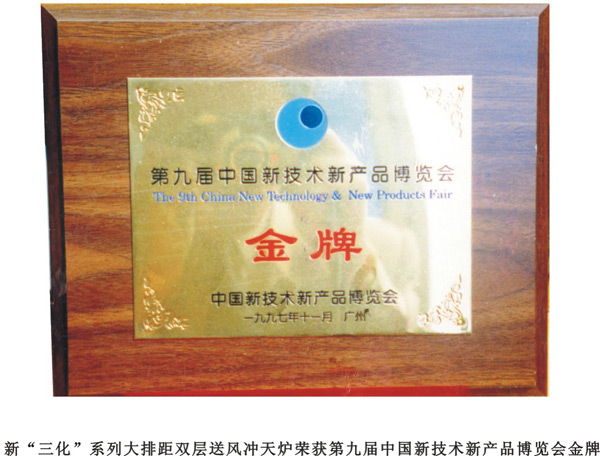 第九届中国新技术新产品博览会
The 9th China New Technology & New Products Fair
金牌
中国新技术新产品博览会
一九九七年十一月 广州
新“三化”系列大排距双层送风冲天炉荣获第九届中国新技术新产品博览会金牌